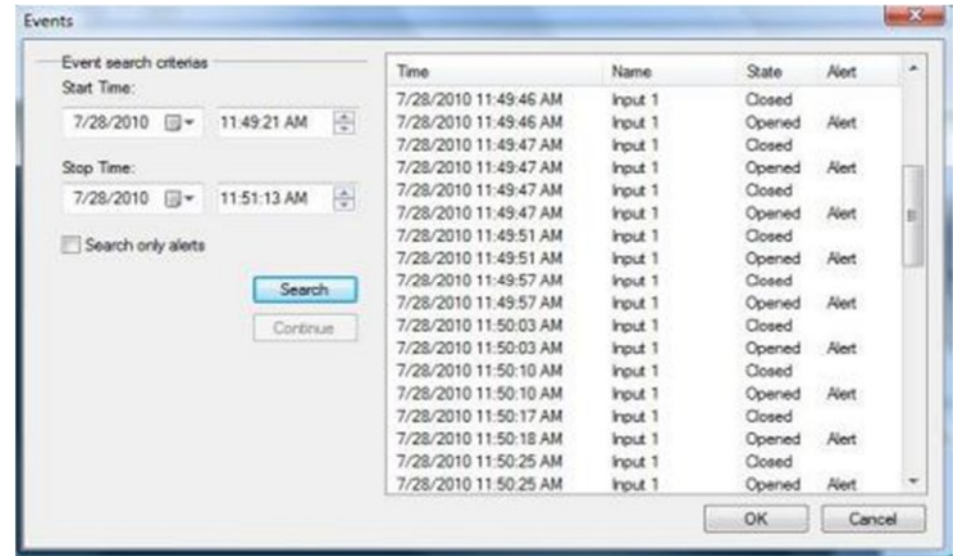 Events
Event search criterias
Start Time:
7/28/2010 11:49:21 AM
Stop Time:
7/28/2010 11:51:13 AM
Search only alerts
Search
Continue
Time Name State Alert
7/28/2010 11:49:46 AM Input 1 Closed
7/28/2010 11:49:46 AM Input 1 Opened Alert
7/28/2010 11:49:47 AM Input 1 Closed
7/28/2010 11:49:47 AM Input 1 Opened Alert
7/28/2010 11:49:47 AM Input 1 Closed
7/28/2010 11:49:47 AM Input 1 Opened Alert
7/28/2010 11:49:51 AM Input 1 Closed
7/28/2010 11:49:51 AM Input 1 Opened Alert
7/28/2010 11:49:57 AM Input 1 Closed
7/28/2010 11:49:57 AM Input 1 Opened Alert
7/28/2010 11:50:03 AM Input 1 Closed
7/28/2010 11:50:03 AM Input 1 Opened Alert
7/28/2010 11:50:10 AM Input 1 Closed
7/28/2010 11:50:10 AM Input 1 Opened Alert
7/28/2010 11:50:17 AM Input 1 Closed
7/28/2010 11:50:18 AM Input 1 Opened Alert
7/28/2010 11:50:25 AM Input 1 Closed
7/28/2010 11:50:25 AM Input 1 Opened Alert
OK Cancel